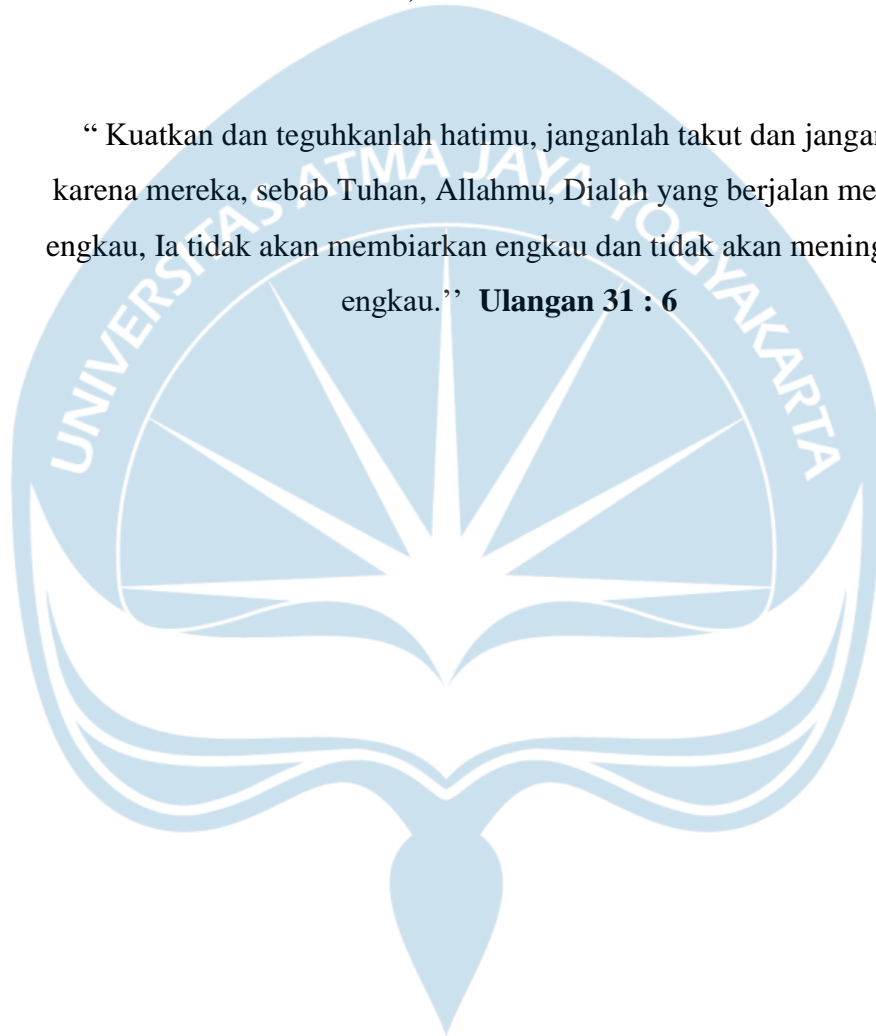 “ Kuatkan dan teguhkanlah hatimu, janganlah takut dan
karena mereka, sebab Tuhan, Allahmu, Dialah yang berjalan
engkau, Ia tidak akan membiarkan engkau dan tidak akan
engkau.’’ Ulangan 31 : 6
UNIVERSITAS ATMA JAYA YOGYAKARTA